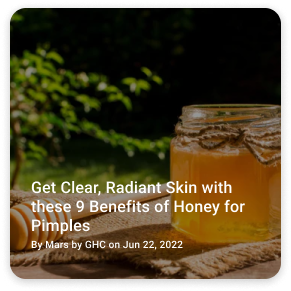 Get Clear, Radiant Skin with
these 9 Benefits of Honey for
Pimples
By Mars by GHC on Jun 22, 2022